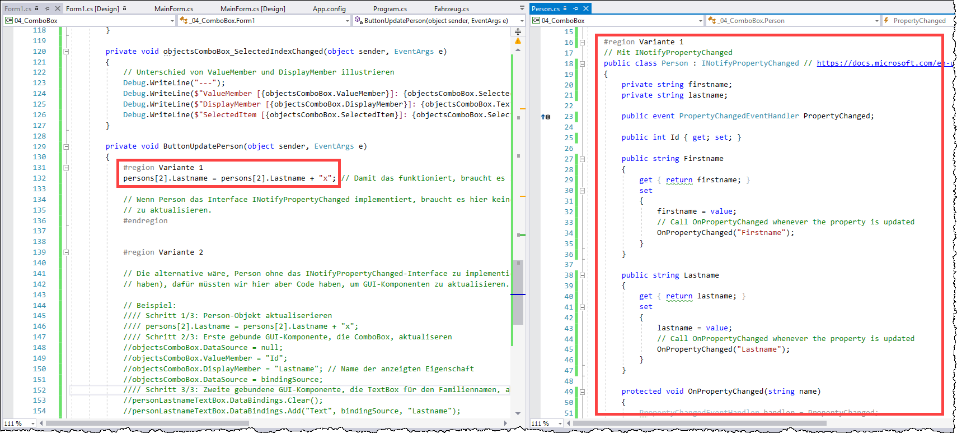 Form1.cs
Form1.cs [Design]
MainForm.cs
MainForm.cs [Design]
App.config
Program.cs
Fahrzeug.cs
04_ComboBox
_04_ComboBox.Form1
ButtonUpdatePerson(object sender, EventArgs e)
118 }
119
120 private void objectsComboBox_SelectedIndexChanged(object sender, EventArgs e)
121 {
122 // Unterschied von ValueMember und DisplayMember illustrieren
123 Debug.WriteLine("---");
124 Debug.WriteLine($"ValueMember [{objectsComboBox.ValueMember}]: {objectsComboBox.Selecte
125 Debug.WriteLine($"DisplayMember [{objectsComboBox.DisplayMember}]: {objectsComboBox.Tex
126 Debug.WriteLine($"SelectedItem [{objectsComboBox.SelectedItem}]: {objectsComboBox.Selec
127 }
128
129 private void ButtonUpdatePerson(object sender, EventArgs e)
130 {
131 #region Variante 1
132 persons[2].Lastname = persons[2].Lastname + "x"; // Damit das funktioniert, braucht es
133
134 // Wenn Person das Interface INotifyPropertyChanged implementiert, braucht es hier kein
135 // zu aktualisieren.
136 #endregion
137
138
139 #region Variante 2
140
141 // Die alternative wäre, Person ohne das INotifyPropertyChanged-Interface zu implementi
142 // haben), dafür müssten wir hier aber Code haben, um GUI-Komponenten zu aktualisieren.
143
144 // Beispiel:
145 //// Schritt 1/3: Person-Objekt aktualiserieren
146 //// persons[2].Lastname = persons[2].Lastname + "x";
147 //// Schritt 2/3: Erste gebunde GUI-Komponente, die ComboBox, aktualisieren
148 //objectsComboBox.DataSource = null;
149 //objectsComboBox.ValueMember = "Id";
150 //objectsComboBox.DisplayMember = "Lastname"; // Name der anzeigten Eigenschaft
151 //objectsComboBox.DataSource = bindingSource;
152 //// Schritt 3/3: Zweite gebundene GUI-Komponente, die TextBox für den Familiennamen, a
153 //personLastnameTextBox.DataBindings.Clear();
154 //personLastnameTextBox.DataBindings.Add("Text", bindingSource, "Lastname");
111 %
Person.cs
04_ComboBox
_04_ComboBox.Person
PropertyChanged
15
16 #region Variante 1
17 // Mit INotifyPropertyChanged
18 public class Person : INotifyPropertyChanged // https://docs.microsoft.com/en-u
19 {
20 private string firstname;
21 private string lastname;
22
23 public event PropertyChangedEventHandler PropertyChanged;
24
25 public int Id { get; set; }
26
27 public string Firstname
28 {
29 get { return firstname; }
30 set
31 {
32 firstname = value;
33 // Call OnPropertyChanged whenever the property is updated
34 OnPropertyChanged("Firstname");
35 }
36 }
37
38 public string Lastname
39 {
40 get { return lastname; }
41 set
42 {
43 lastname = value;
44 // Call OnPropertyChanged whenever the property is updated
45 OnPropertyChanged("Lastname");
46 }
47 }
48
49 protected void OnPropertyChanged(string name)
50 {
51 PropertyChangedEventHandler handler = PropertyChanged;
111 %